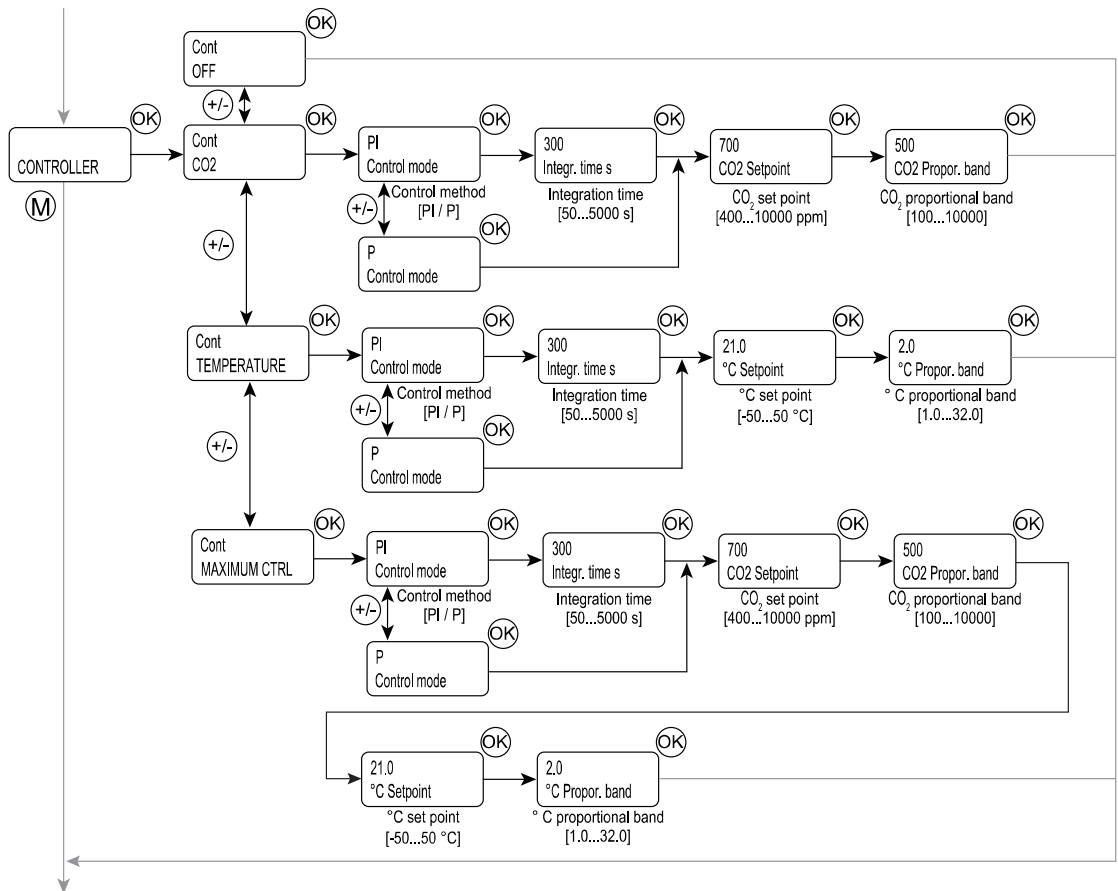 OK
Cont
OFF
+/-
OK
OK
OK
OK
OK
OK
CONTROLLER
Cont
CO2
PI
Control mode
300
Integr. time s
700
CO2 Setpoint
500
CO2 Propor. band
M
Control method
[PI / P]
Integration time
[50...5000 s]
CO2 set point
[400...10000 ppm]
CO2 proportional band
[100...10000]
+/-
+/-
OK
P
Control mode
OK
OK
OK
OK
OK
Cont
TEMPERATURE
PI
Control mode
300
Integr. time s
21.0
°C Setpoint
2.0
°C Propor. band
Control method
[PI / P]
Integration time
[50...5000 s]
°C set point
[-50...50 °C]
° C proportional band
[1.0...32.0]
+/-
+/-
OK
P
Control mode
OK
OK
OK
OK
OK
Cont
MAXIMUM CTRL
PI
Control mode
300
Integr. time s
700
CO2 Setpoint
500
CO2 Propor. band
Control method
[PI / P]
Integration time
[50...5000 s]
CO2 set point
[400...10000 ppm]
CO2 proportional band
[100...10000]
+/-
OK
P
Control mode
OK
OK
21.0
°C Setpoint
2.0
°C Propor. band
°C set point
[-50...50 °C]
° C proportional band
[1.0...32.0]